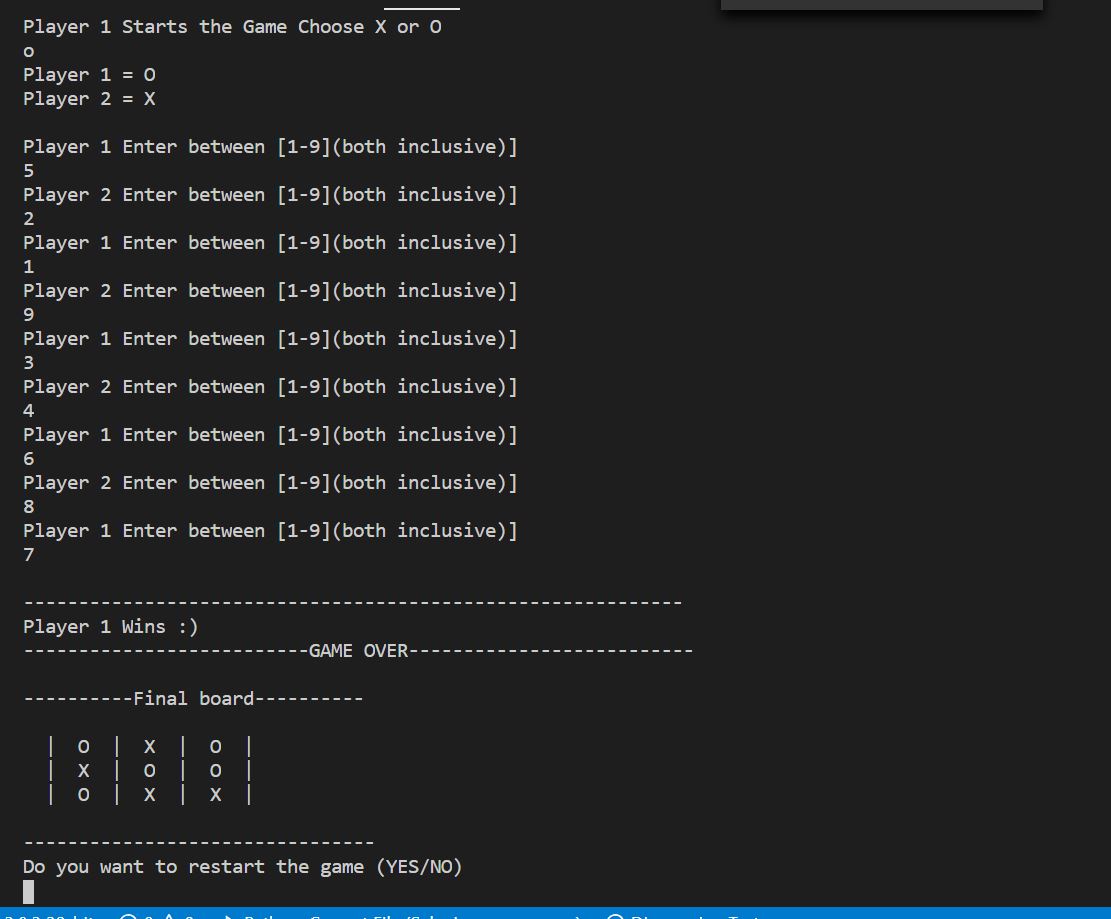 Player 1 Starts the Game Choose X or O
o
Player 1 = O
Player 2 = X
Player 1 Enter between [1-9](both inclusive)]
5
Player 2 Enter between [1-9](both inclusive)]
2
Player 1 Enter between [1-9](both inclusive)]
1
Player 2 Enter between [1-9](both inclusive)]
9
Player 1 Enter between [1-9](both inclusive)]
3
Player 2 Enter between [1-9](both inclusive)]
4
Player 1 Enter between [1-9](both inclusive)]
6
Player 2 Enter between [1-9](both inclusive)]
8
Player 1 Enter between [1-9](both inclusive)]
7
------------------------------------------------------------
Player 1 Wins :)
--------------------------GAME OVER--------------------------
----------Final board----------
| O | X | O |
| X | O | O |
| O | X | X |
--------------------------------
Do you want to restart the game (YES/NO)